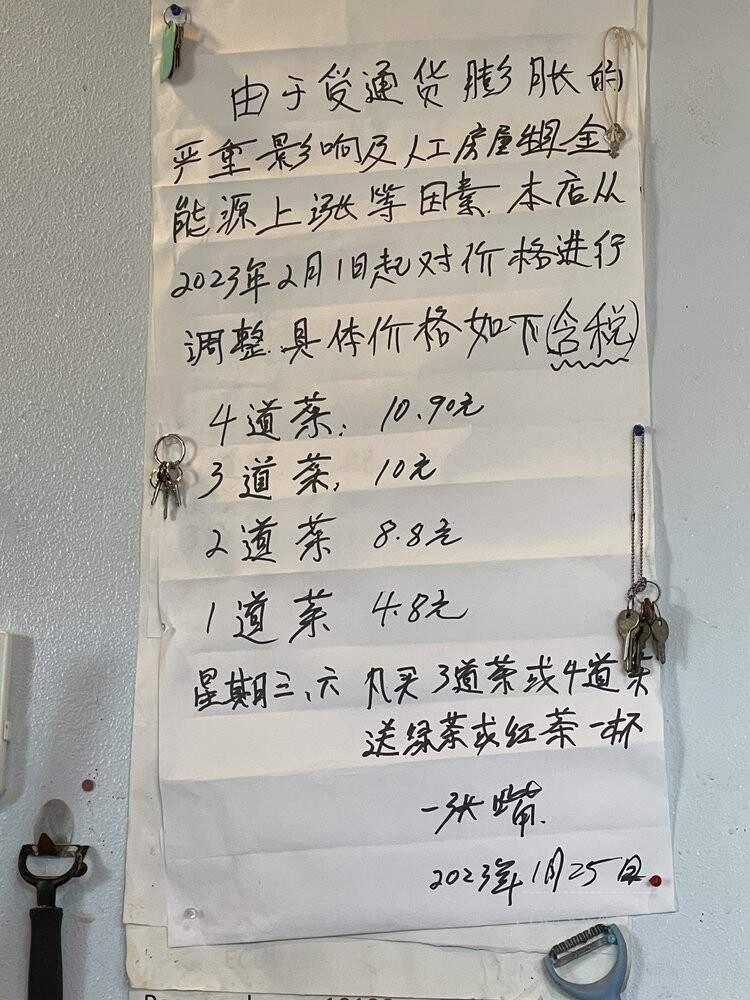 由于受通货膨胀的
严重影响及人工房屋租金
能源上涨等因素.本店从
2023年2月1日起对价格进行
调整.具体价格如下(含税)
4道菜: 10.90元
3道菜: 10元
2道菜 8.8元
1道菜 4.8元
星期三、六 凡买3道菜或4道菜
送绿茶或红茶一杯
一张嘴.
2023年1月25日